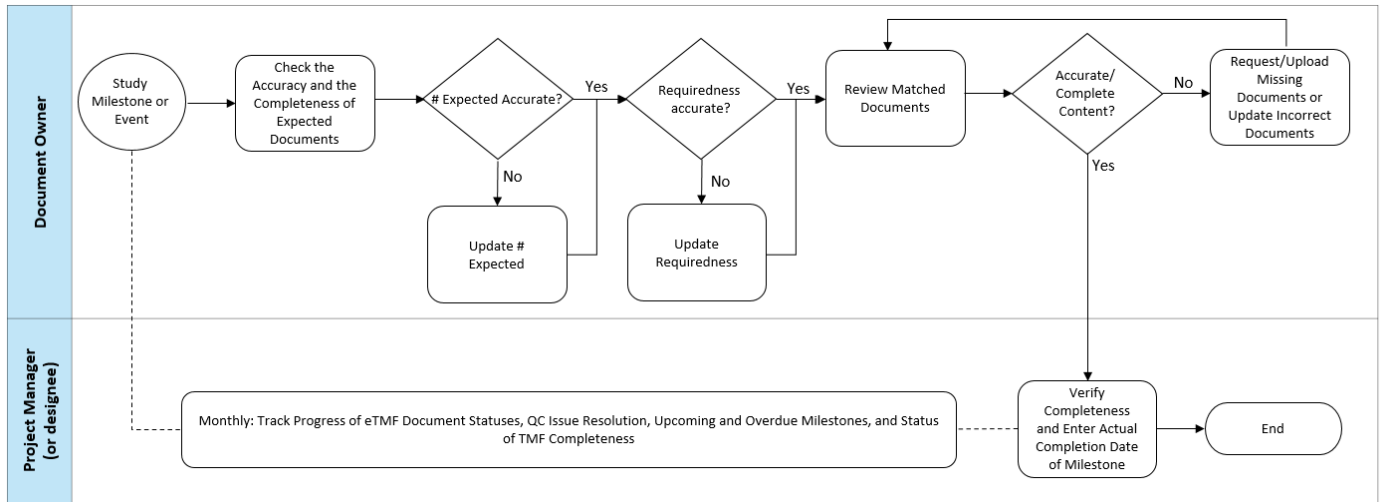 Document Owner
Study
Milestone or
Event
Check the
Accuracy and the
Completeness of
Expected
Documents
# Expected Accurate?
Yes
No
Update #
Expected
Requiredness
accurate?
Yes
No
Update
Requiredness
Review Matched
Documents
Accurate/
Complete
Content?
No
Yes
Request/Upload
Missing
Documents or
Update Incorrect
Documents
Project Manager
(or designee)
Monthly: Track Progress of eTMF Document Statuses, QC Issue Resolution, Upcoming and Overdue Milestones, and Status
of TMF Completeness
Verify
Completeness
and Enter Actual
Completion Date
of Milestone
End